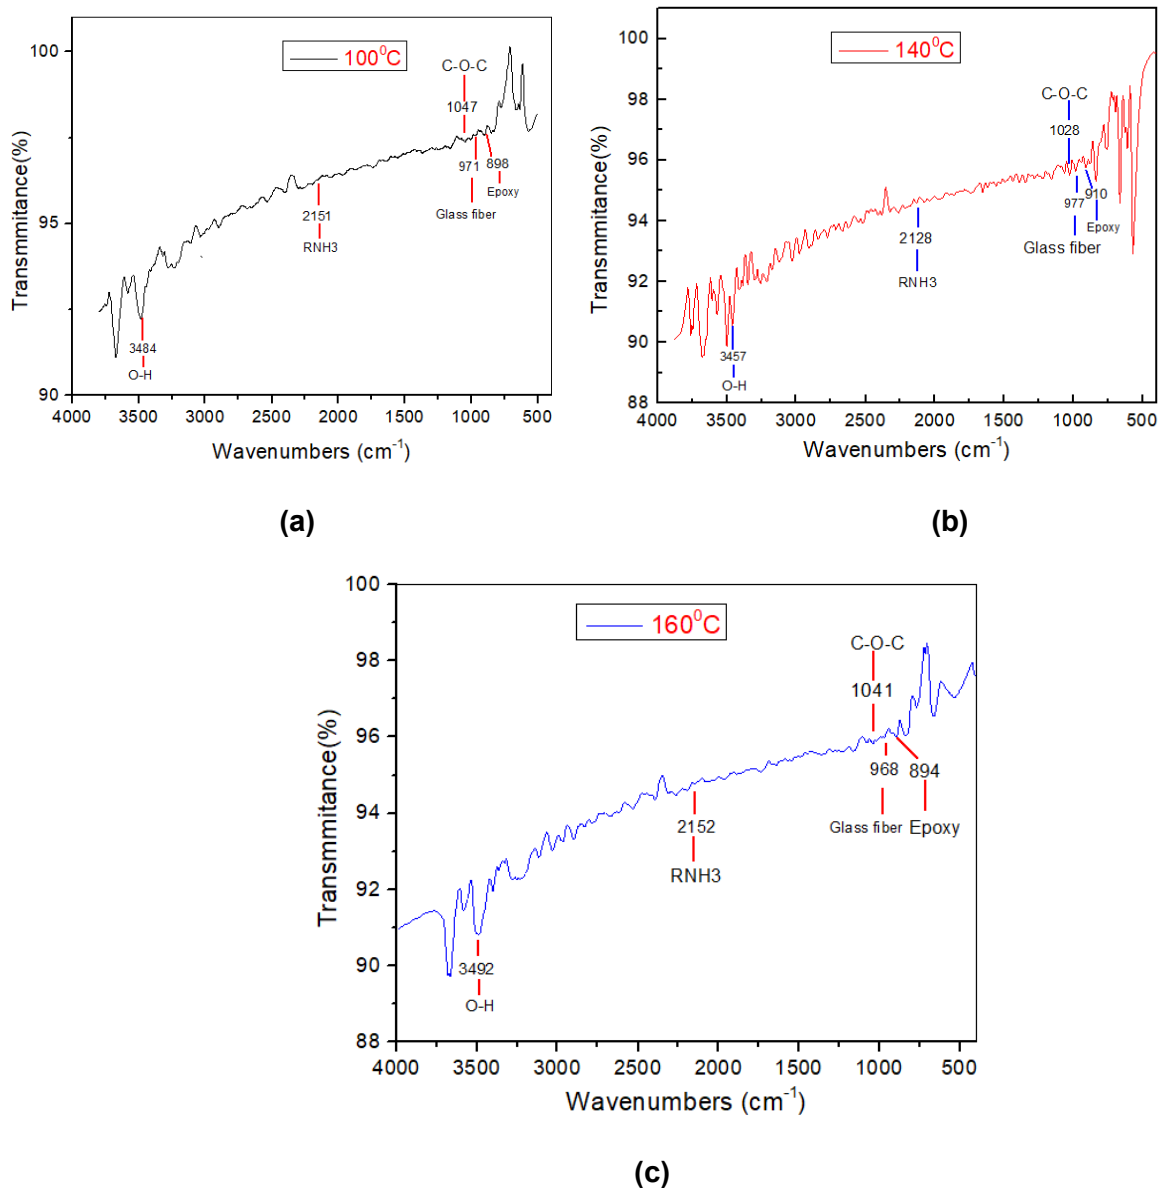 100⁰C
C-O-C
1047
971
898
Epoxy
Glass fiber
2151
RNH3
3484
O-H
100
95
90
Transmmitance(%)
4000 3500 3000 2500 2000 1500 1000 500
Wavenumbers (cm⁻¹)
(a)
140⁰C
C-O-C
1028
977
910
Epoxy
Glass fiber
2128
RNH3
3457
O-H
100
98
96
94
92
90
88
Transmmitance(%)
4000 3500 3000 2500 2000 1500 1000 500
Wavenumbers (cm⁻¹)
(b)
160⁰C
C-O-C
1041
968
894
Glass fiber
Epoxy
2152
RNH3
3492
O-H
100
98
96
94
92
90
88
Transmmitance(%)
4000 3500 3000 2500 2000 1500 1000 500
Wavenumbers (cm⁻¹)
(c)